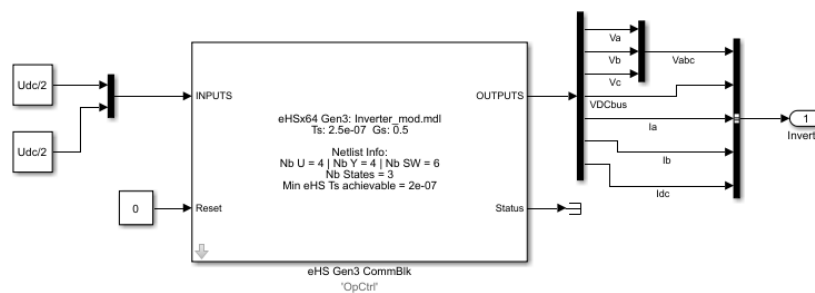 Udc/2
Udc/2
0
INPUTS
Reset
OUTPUTS
Status
eHSx64 Gen3: Inverter_mod.mdl
Ts: 2.5e-07 Gs: 0.5
Netlist Info:
Nb U = 4 | Nb Y = 4 | Nb SW = 6
Nb States = 3
Min eHS Ts achievable = 2e-07
eHS Gen3 CommBlk
'OpCtrl'
Va
Vb
Vc
Vabc
VDCbus
Ia
Ib
Idc
1